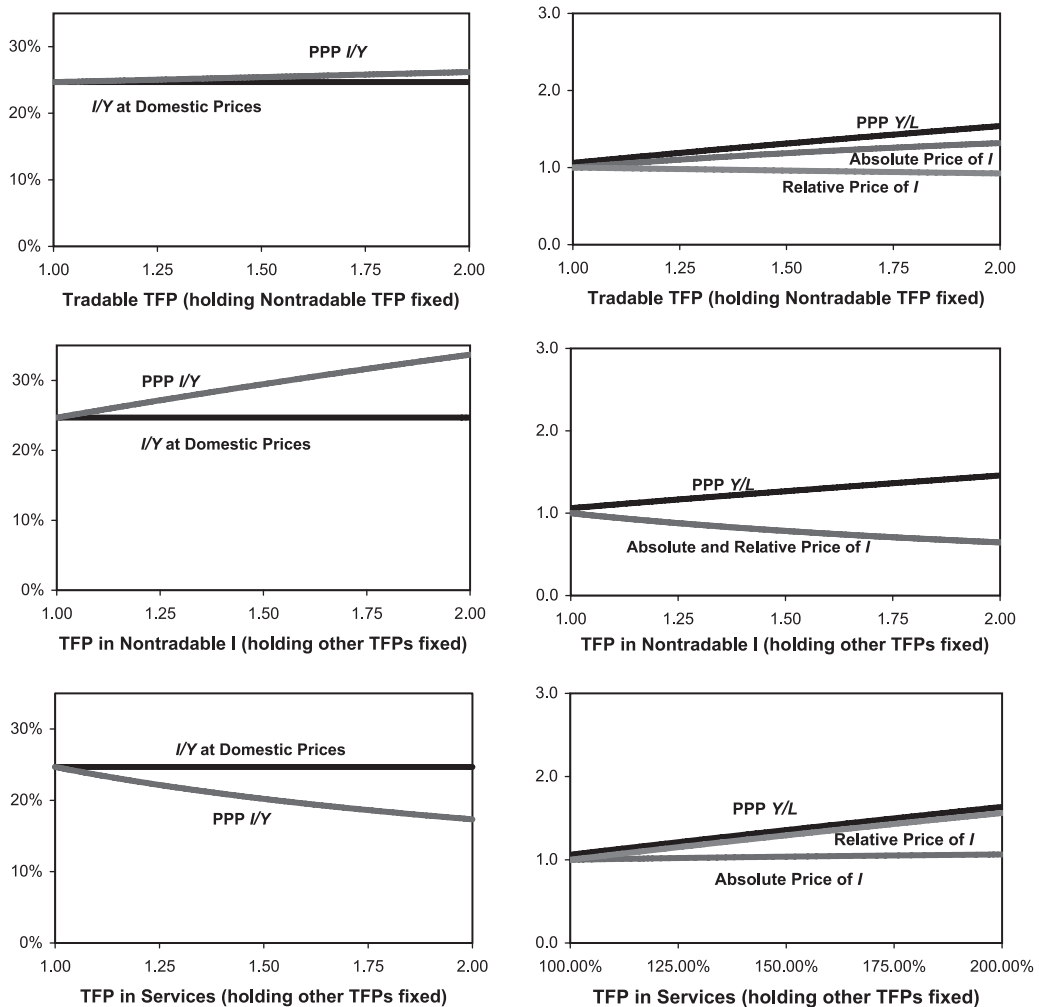 30%
20%
10%
0%
PPP I/Y
I/Y at Domestic Prices
1.00 1.25 1.50 1.75 2.00
Tradable TFP (holding Nontradable TFP fixed)
3.0
2.0
1.0
0.0
PPP Y/L
Absolute Price of I
Relative Price of I
1.00 1.25 1.50 1.75 2.00
Tradable TFP (holding Nontradable TFP fixed)
30%
20%
10%
0%
PPP I/Y
I/Y at Domestic Prices
1.00 1.25 1.50 1.75 2.00
TFP in Nontradable I (holding other TFPs fixed)
3.0
2.0
1.0
0.0
PPP Y/L
Absolute and Relative Price of I
1.00 1.25 1.50 1.75 2.00
TFP in Nontradable I (holding other TFPs fixed)
30%
20%
10%
0%
I/Y at Domestic Prices
PPP I/Y
1.00 1.25 1.50 1.75 2.00
TFP in Services (holding other TFPs fixed)
3.0
2.0
1.0
0.0
PPP Y/L
Relative Price of I
Absolute Price of I
100.00% 125.00% 150.00% 175.00% 200.00%
TFP in Services (holding other TFPs fixed)